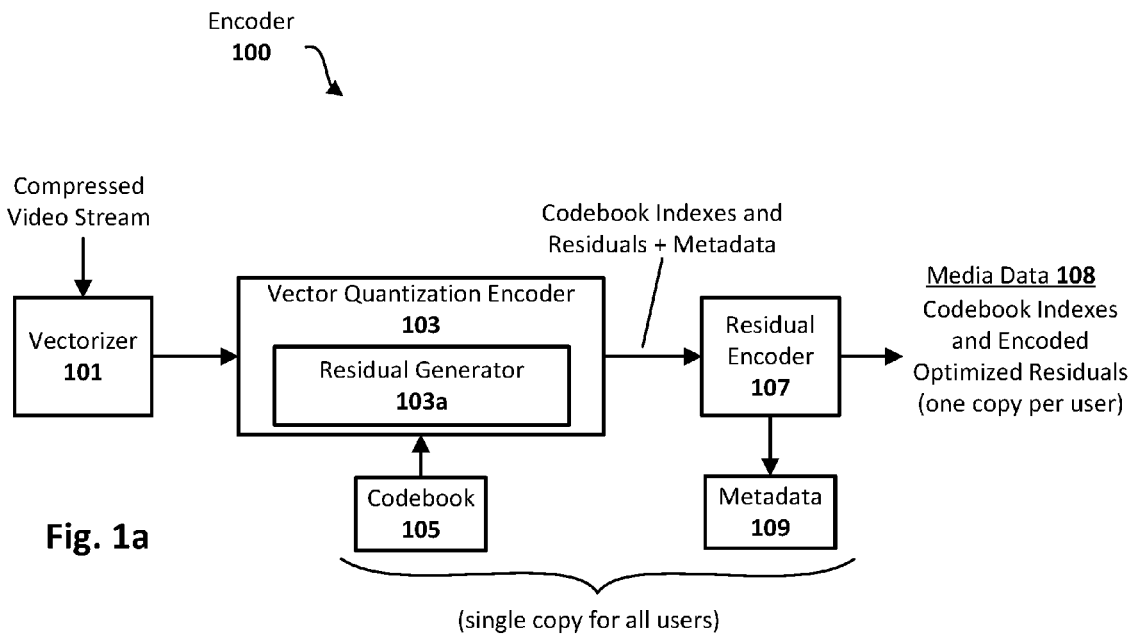 Encoder
100
Compressed
Video Stream
Vectorizer
101
Vector Quantization Encoder
103
Residual Generator
103a
Codebook
105
Codebook Indexes and
Residuals + Metadata
Residual
Encoder
107
Metadata
109
Media Data 108
Codebook Indexes
and Encoded
Optimized Residuals
(one copy per user)
Fig. 1a
(single copy for all users)